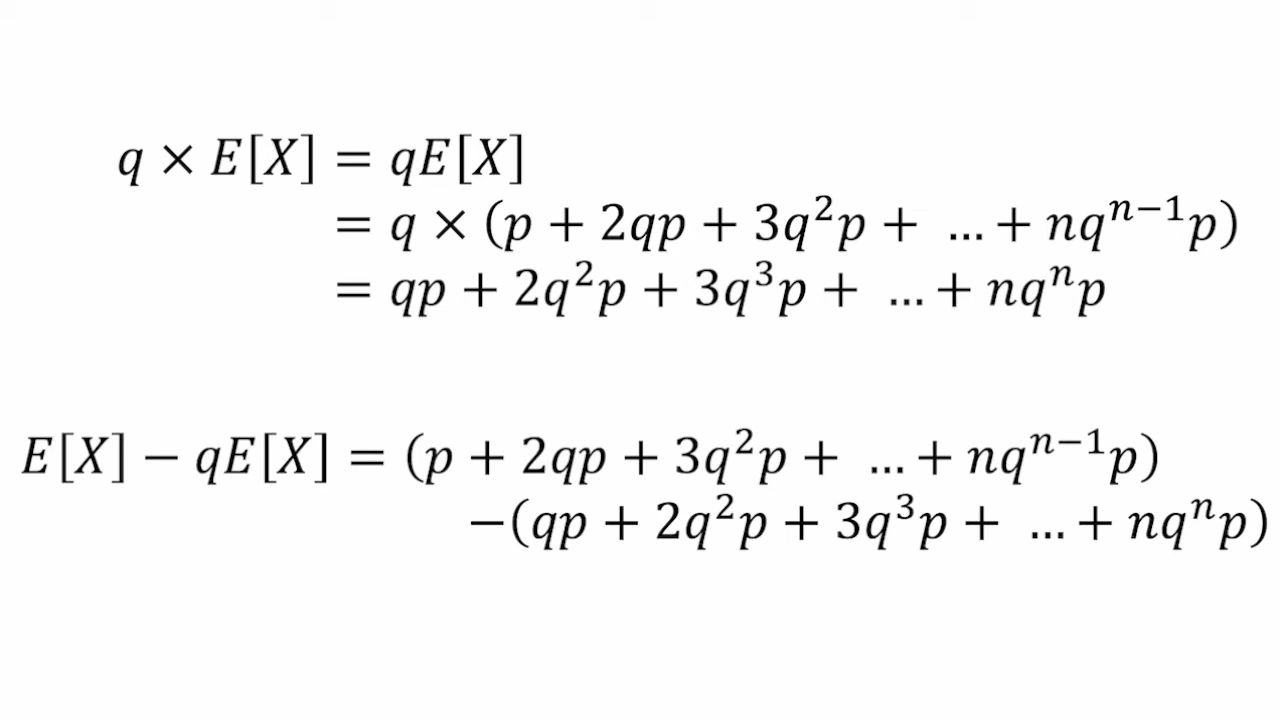 q × E[X] = qE[X]
= q × (p + 2qp + 3q²p + … + nqⁿ⁻¹p)
= qp + 2q²p + 3q³p + … + nqⁿp
E[X] − qE[X] = (p + 2qp + 3q²p + … + nqⁿ⁻¹p)
−(qp + 2q²p + 3q³p + … + nqⁿp)